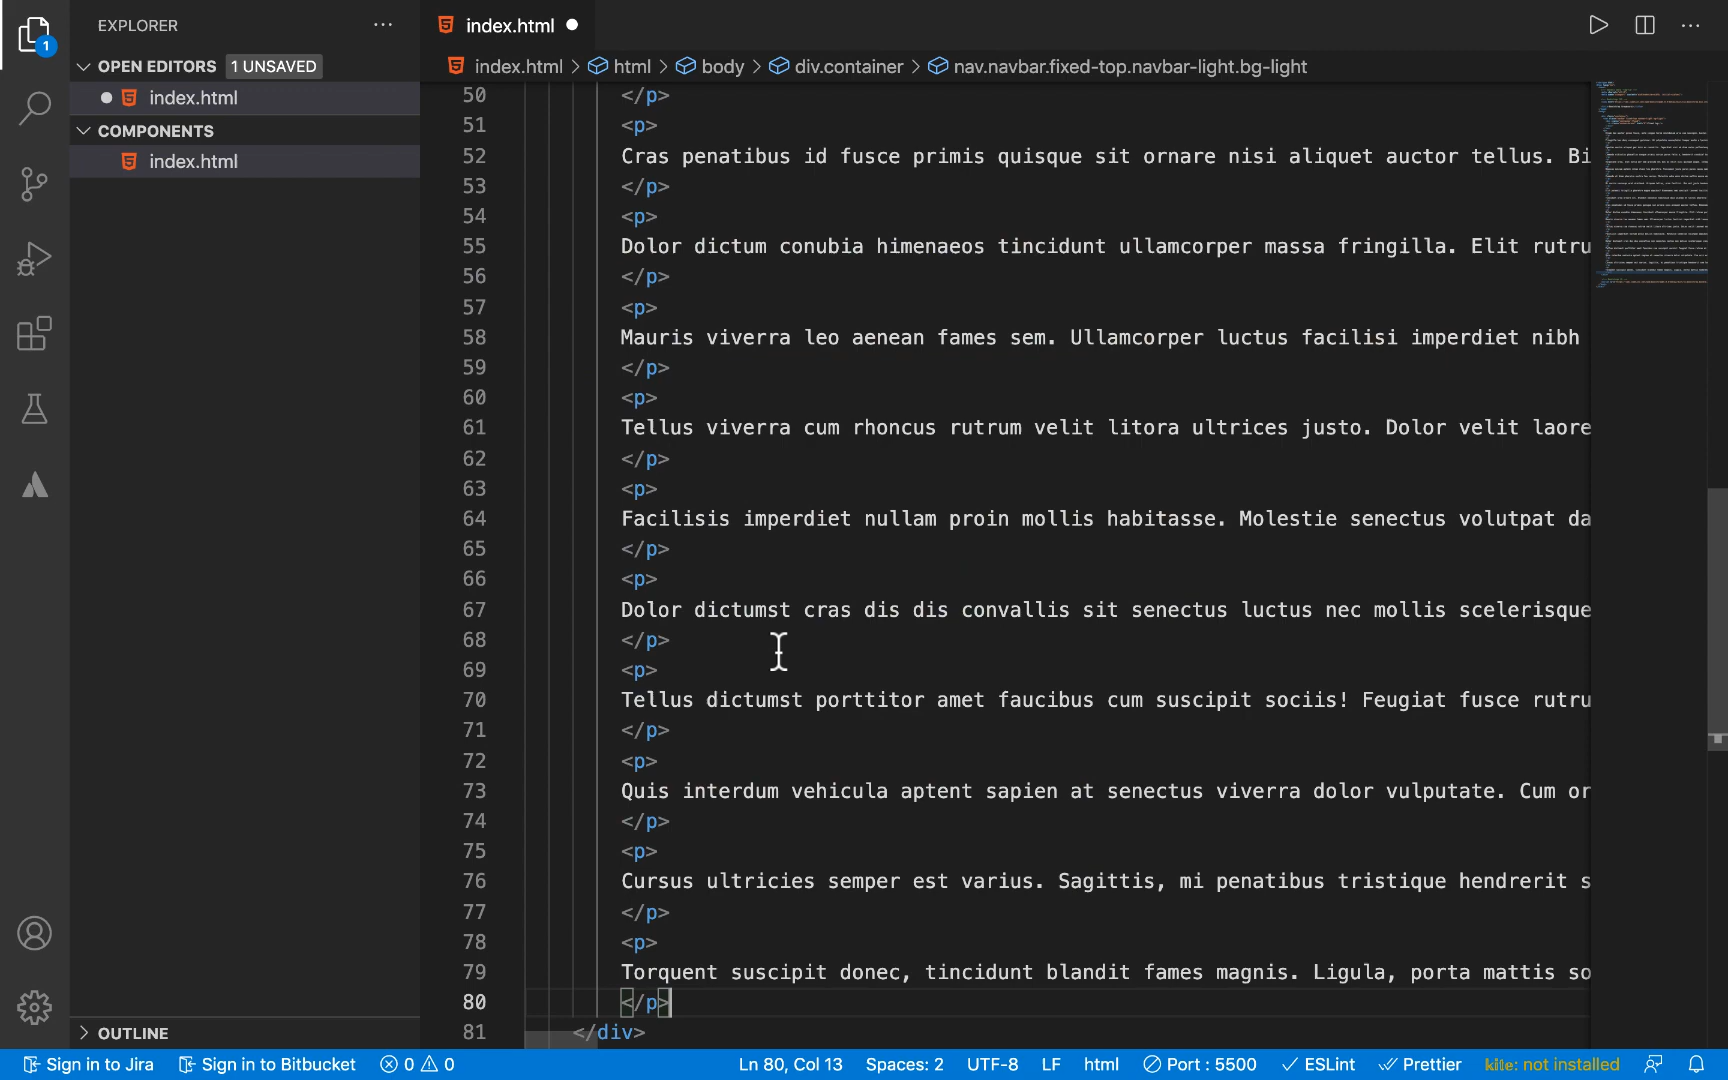 EXPLORER
index.html
OPEN EDITORS 1 UNSAVED
index.html > html > body > div.container > nav.navbar.fixed-top.navbar-light.bg-light
index.html
COMPONENTS
index.html
1
50 </p>
51 <p>
52 Cras penatibus id fusce primis quisque sit ornare nisi aliquet auctor tellus. Bi
53 </p>
54 <p>
55 Dolor dictum conubia himenaeos tincidunt ullamcorper massa fringilla. Elit rutru
56 </p>
57 <p>
58 Mauris viverra leo aenean fames sem. Ullamcorper luctus facilisi imperdiet nibh
59 </p>
60 <p>
61 Tellus viverra cum rhoncus rutrum velit litora ultrices justo. Dolor velit laore
62 </p>
63 <p>
64 Facilisis imperdiet nullam proin mollis habitasse. Molestie senectus volutpat da
65 </p>
66 <p>
67 Dolor dictumst cras dis dis convallis sit senectus luctus nec mollis scelerisque
68 </p>
69 <p>
70 Tellus dictumst porttitor amet faucibus cum suscipit sociis! Feugiat fusce rutru
71 </p>
72 <p>
73 Quis interdum vehicula aptent sapien at senectus viverra dolor vulputate. Cum or
74 </p>
75 <p>
76 Cursus ultricies semper est varius. Sagittis, mi penatibus tristique hendrerit s
77 </p>
78 <p>
79 Torquent suscipit donec, tincidunt blandit fames magnis. Ligula, porta mattis so
80 </p>
81 </div>
OUTLINE
Sign in to Jira Sign in to Bitbucket 0 0 Ln 80, Col 13 Spaces: 2 UTF-8 LF html Port : 5500 ESLint Prettier kite: not installed